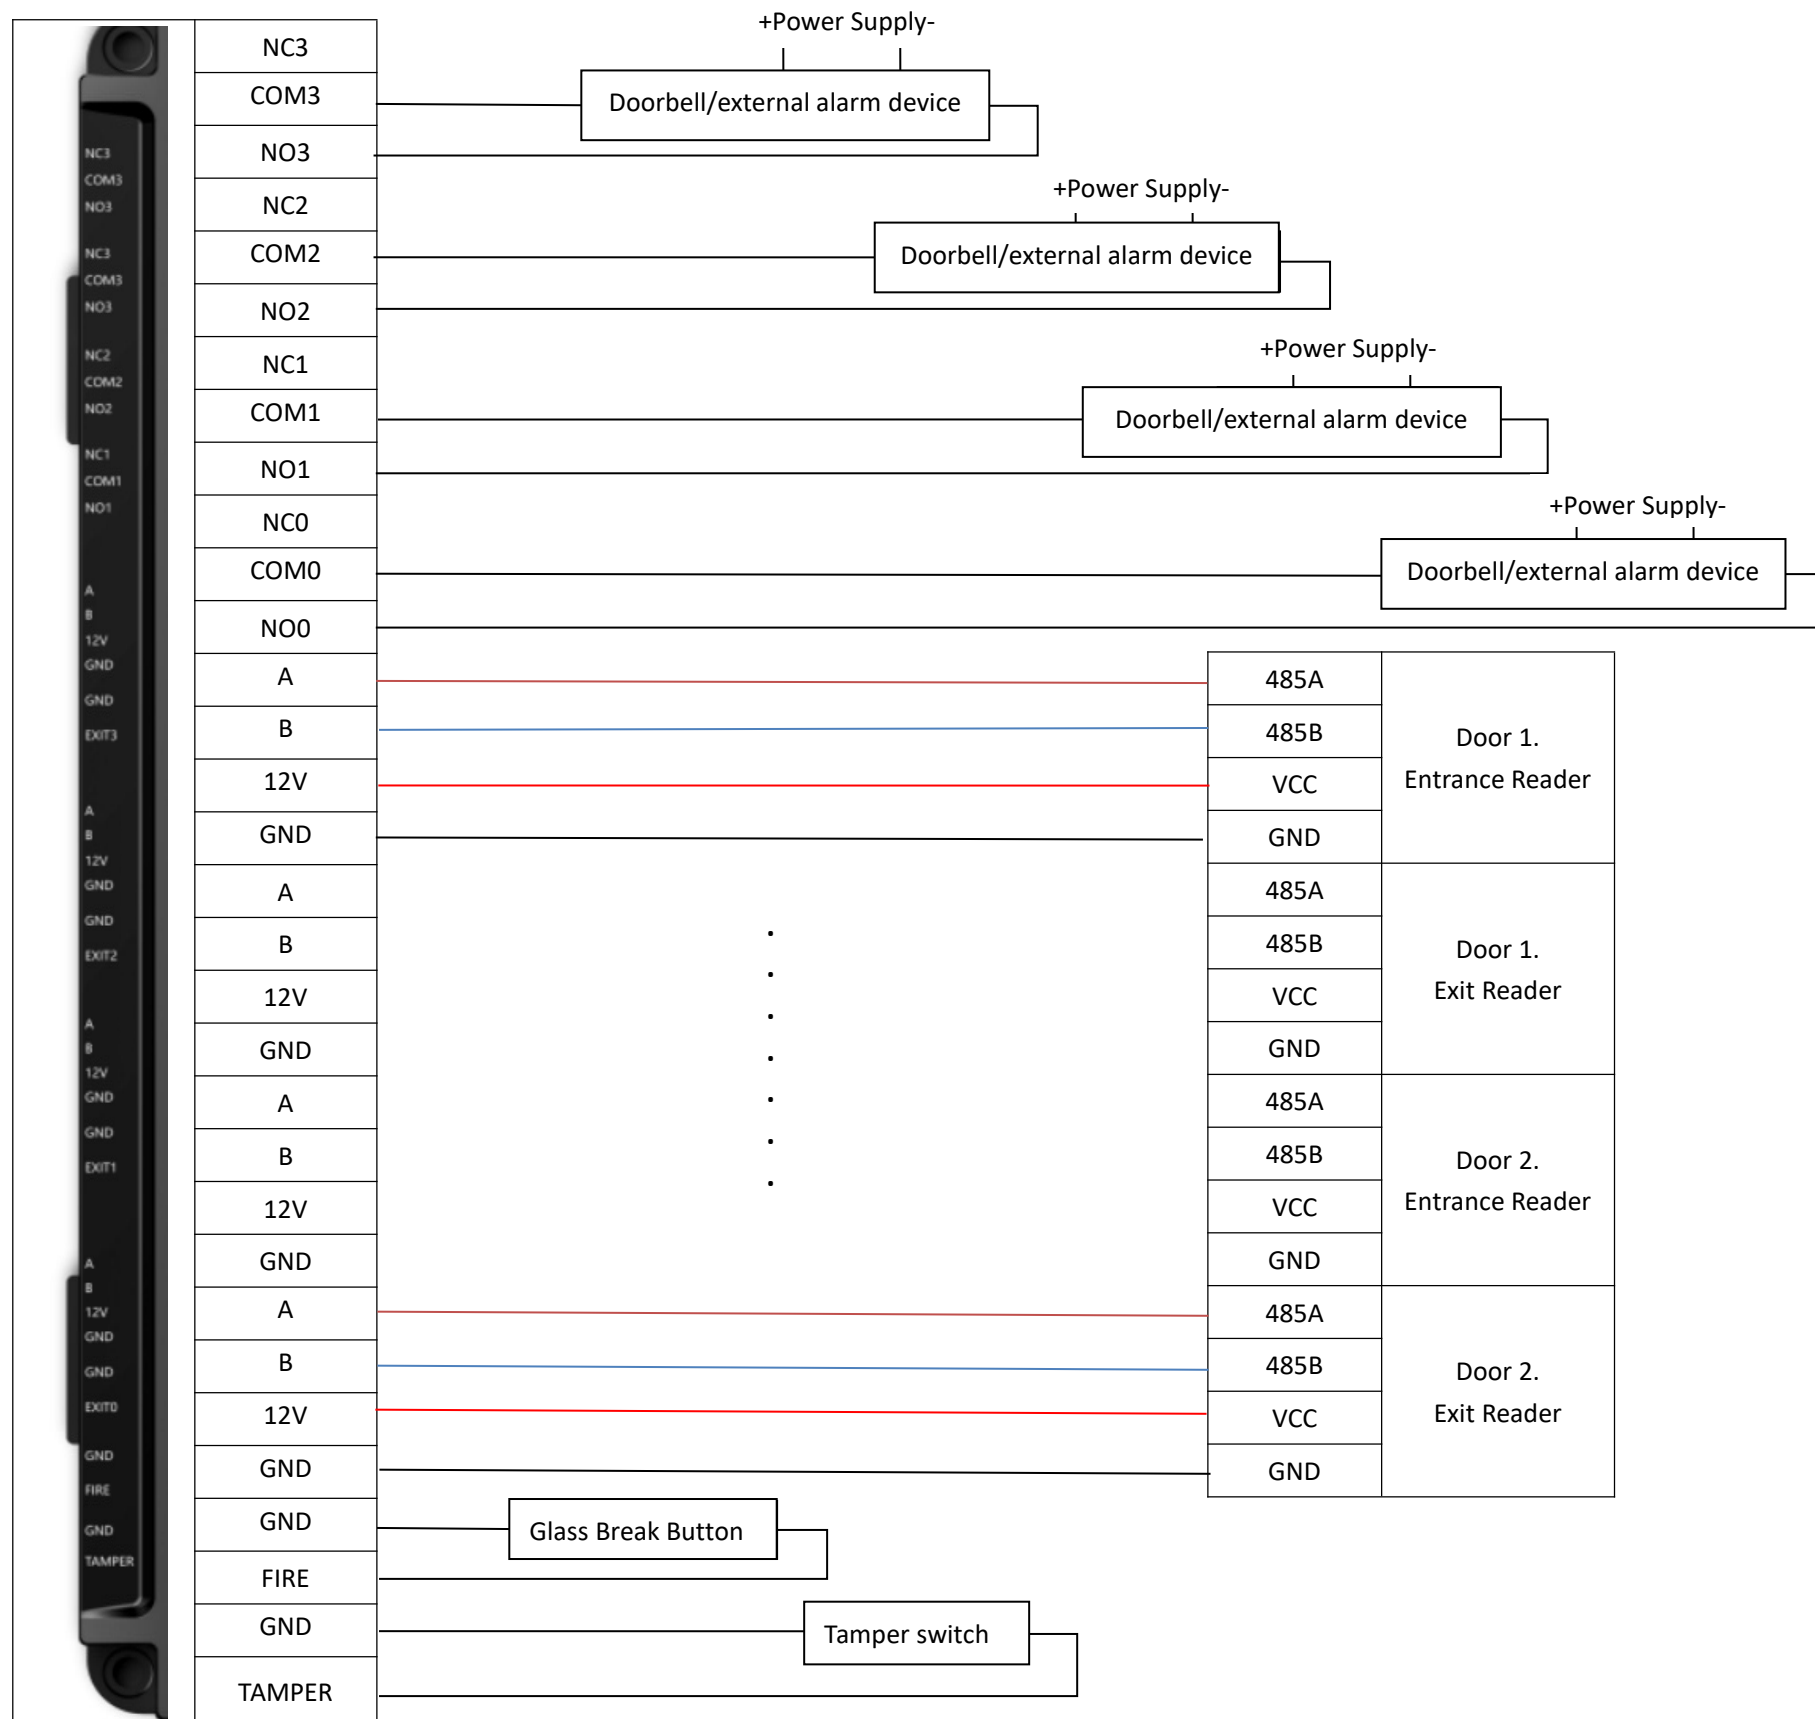 +Power Supply-
NC3
COM3
Doorbell/external alarm device
NO3
NC2
+Power Supply-
COM2
Doorbell/external alarm device
NO2
NC1
+Power Supply-
COM1
Doorbell/external alarm device
NO1
NC0
+Power Supply-
COM0
Doorbell/external alarm device
NO0
A
B
12V
GND
A
B
12V
GND
A
B
12V
GND
A
B
12V
GND
GND
FIRE
GND
TAMPER
485A
485B
VCC
GND
Door 1.
Entrance Reader
485A
485B
VCC
GND
Door 1.
Exit Reader
485A
485B
VCC
GND
Door 2.
Entrance Reader
485A
485B
VCC
GND
Door 2.
Exit Reader
Glass Break Button
Tamper switch
NC3
COM3
NO3
NC3
COM3
NO3
NC2
COM2
NO2
NC1
COM1
NO1
A
B
12V
GND
GND
EXIT3
A
B
12V
GND
GND
EXIT2
A
B
12V
GND
GND
EXIT1
A
B
12V
GND
GND
EXIT0
GND
FIRE
GND
TAMPER